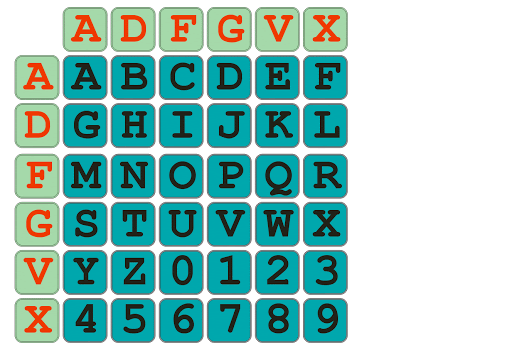 A D F G V X
A A B C D E F
D G H I J K L
F M N O P Q R
G S T U V W X
V Y Z 0 1 2 3
X 4 5 6 7 8 9